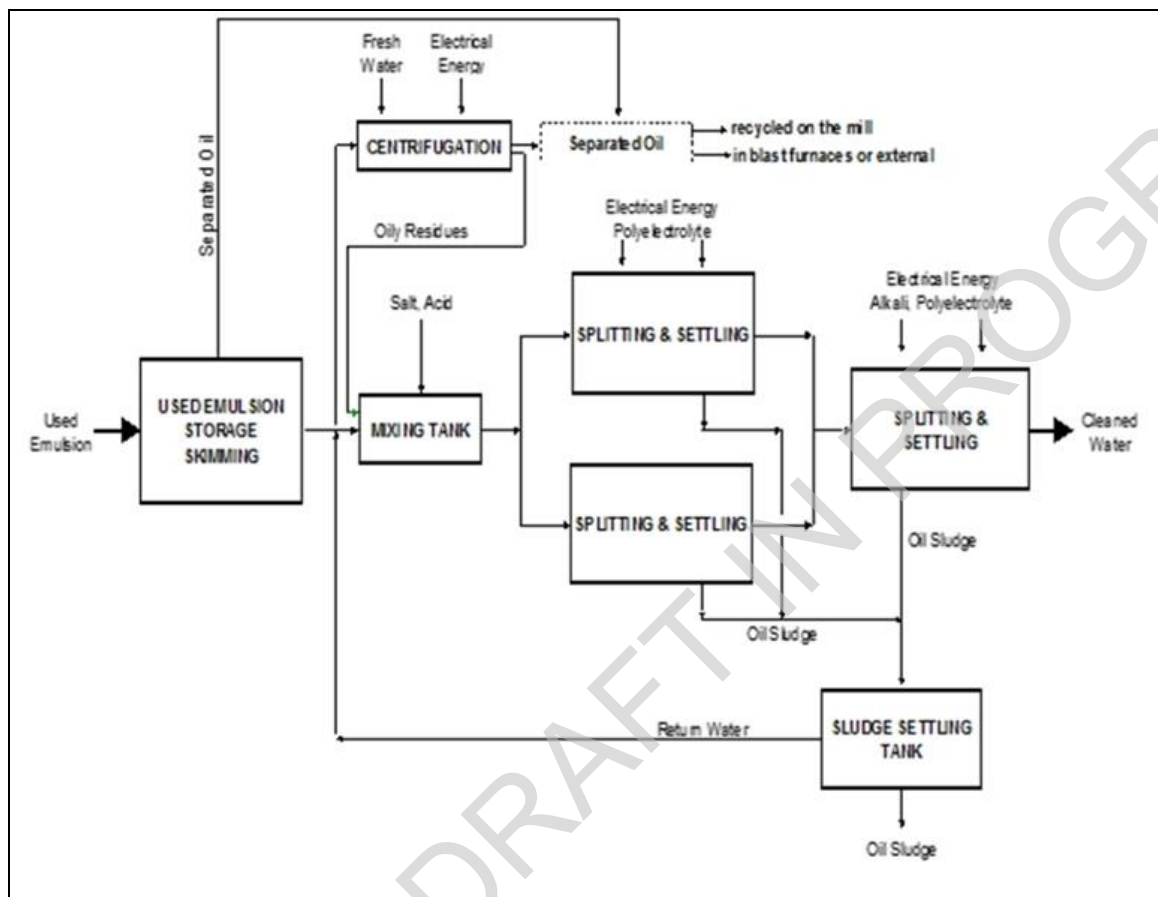 Fresh
Water
Electrical
Energy
Separated Oil
CENTRIFUGATION
Separated Oil
recycled on the mill
in blast furnaces or external
Oily Residues
Electrical Energy
Polyelectrolyte
Salt, Acid
SPLITTING & SETTLING
Electrical Energy
Alkali, Polyelectrolyte
Used
Emulsion
USED EMULSION
STORAGE
SKIMMING
MIXING TANK
SPLITTING &
SETTLING
Cleaned
Water
SPLITTING & SETTLING
Oil Sludge
Oil Sludge
Return Water
SLUDGE SETTLING
TANK
Oil Sludge
DRAFT IN PROGR